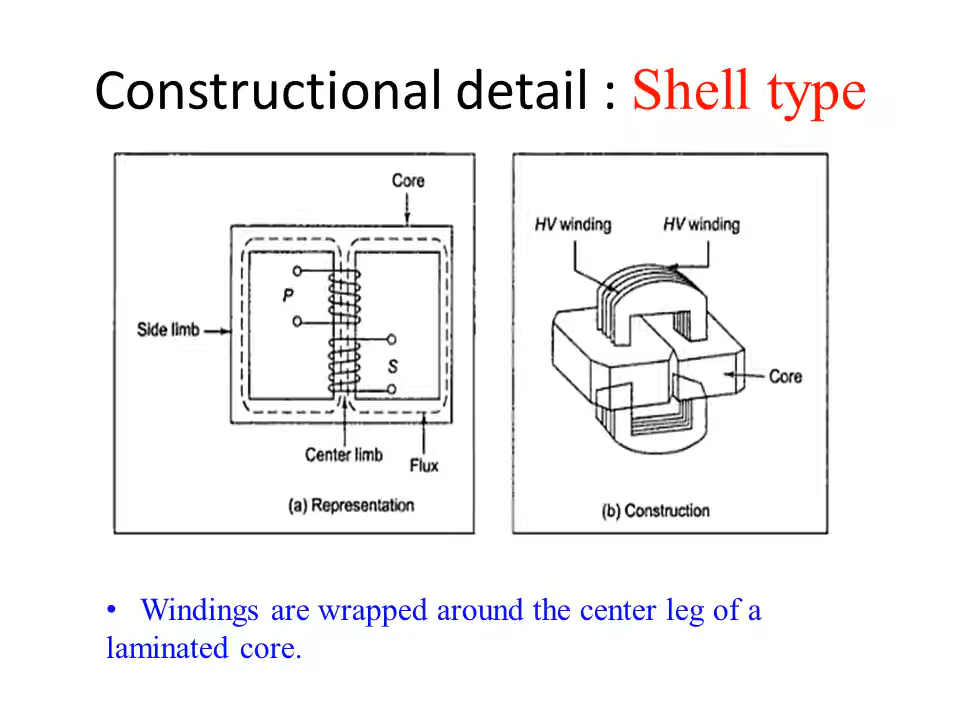 Constructional detail : Shell type
Core
P
Side limb
S
Center limb
Flux
(a) Representation
HV winding HV winding
Core
(b) Construction
• Windings are wrapped around the center leg of a
laminated core.